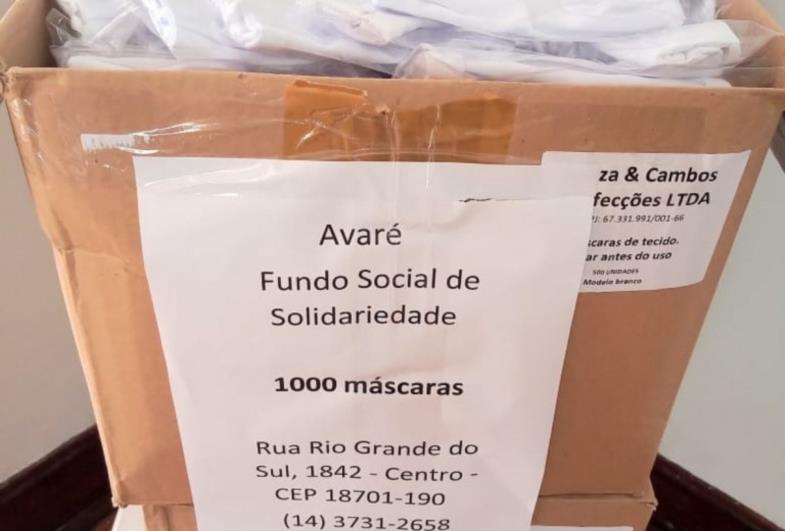 Avaré
Fundo Social de
Solidariedade
1000 máscaras
Rua Rio Grande do
Sul, 1842 - Centro -
CEP 18701-190
(14) 3731-2658
za & Cambos
fecções LTDA
PJ: 67.331.991/001-66
scaras de tecido.
ar antes do uso
500 UNIDADES
Modelo branco